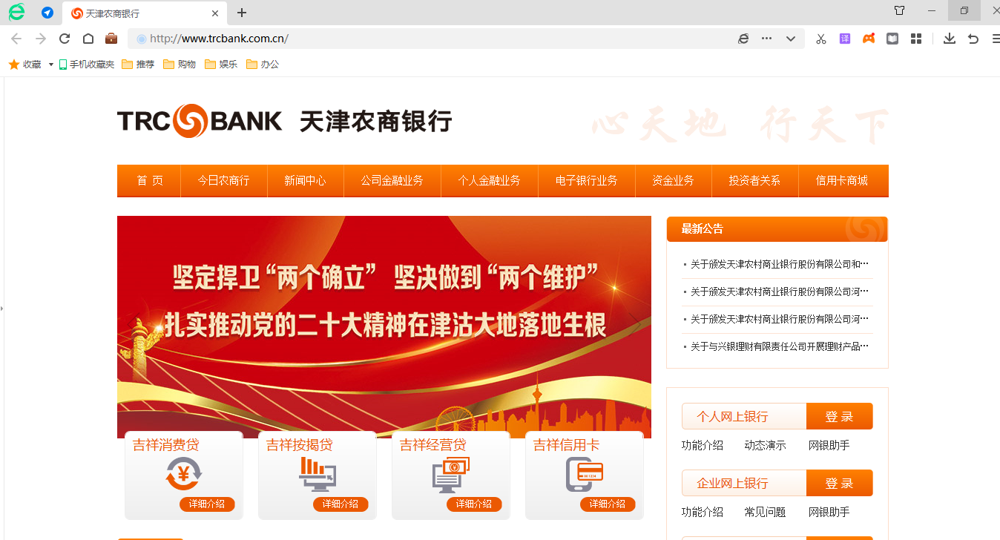 天津农商银行
http://www.trcbank.com.cn/
译
收藏 手机收藏夹 推荐 购物 娱乐 办公
TRC BANK 天津农商银行
心天地 行天下
首 页 今日农商行 新闻中心 公司金融业务 个人金融业务 电子银行业务 资金业务 投资者关系 信用卡商城
坚定捍卫“两个确立” 坚决做到“两个维护”
扎实推动党的二十大精神在津沽大地落地生根
最新公告
关于颁发天津农村商业银行股份有限公司和···
关于颁发天津农村商业银行股份有限公司河···
关于颁发天津农村商业银行股份有限公司河···
关于与兴银理财有限责任公司开展理财产品···
吉祥消费贷
详细介绍
吉祥按揭贷
详细介绍
吉祥经营贷
详细介绍
吉祥信用卡
详细介绍
个人网上银行 登 录
功能介绍 动态演示 网银助手
企业网上银行 登 录
功能介绍 常见问题 网银助手